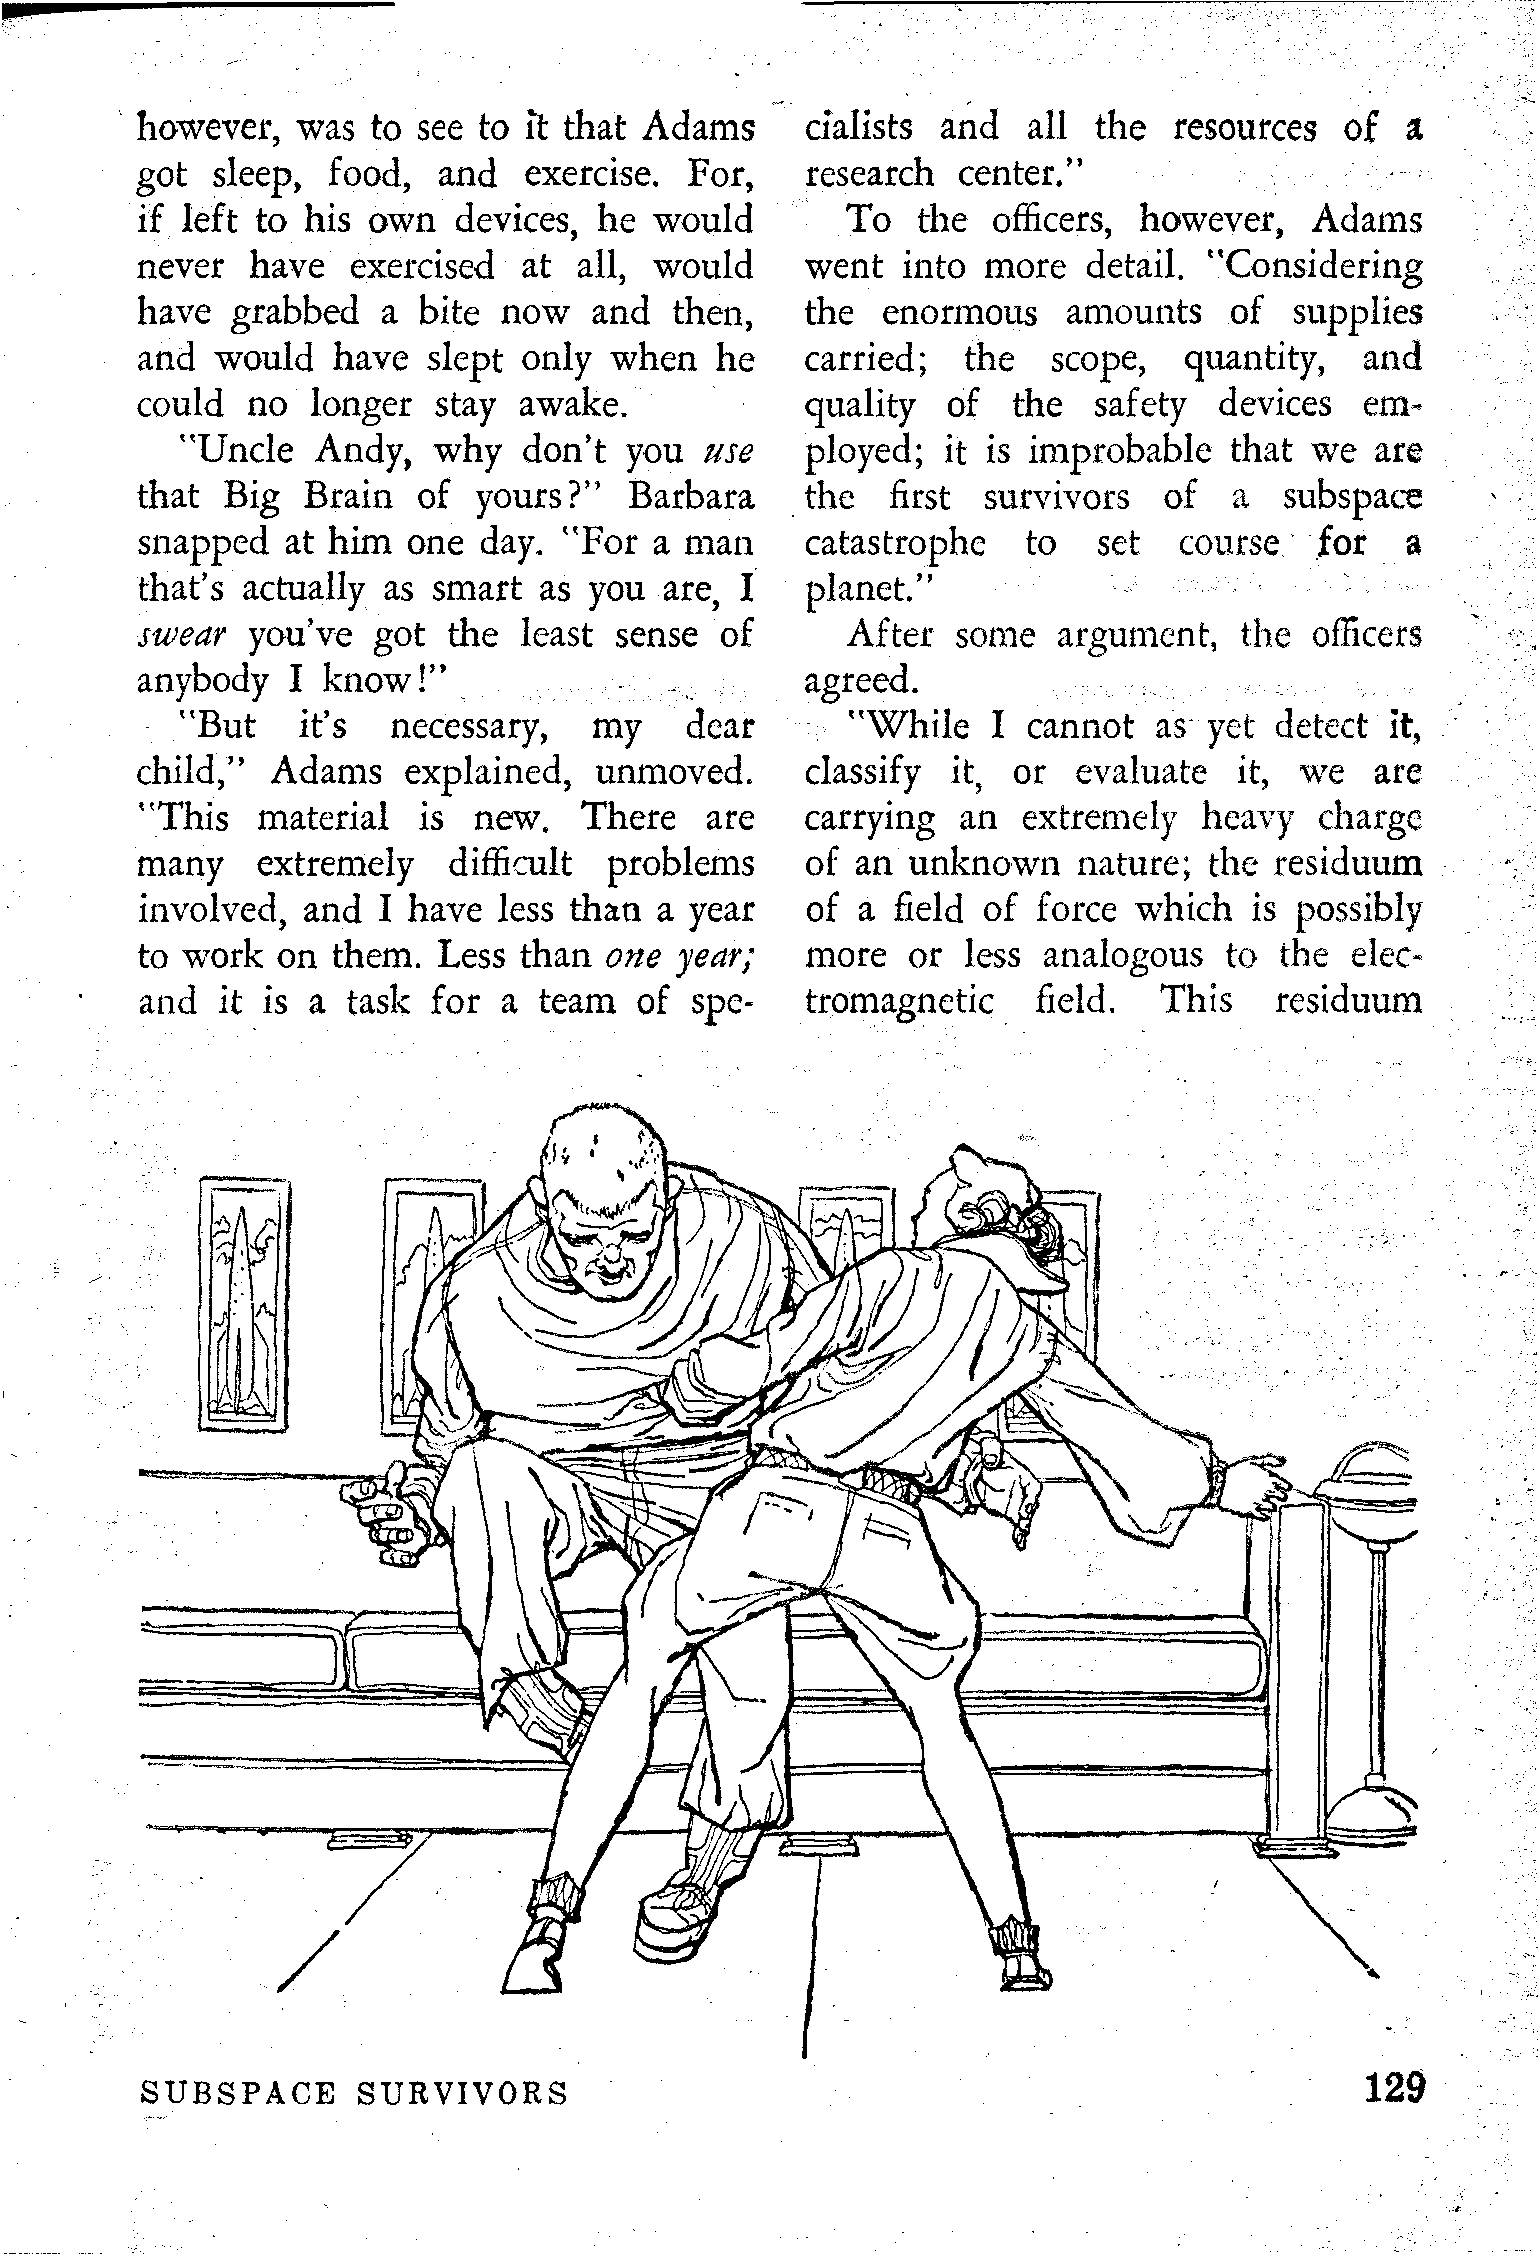 however, was to see to it that Adams
got sleep, food, and exercise. For,
if left to his own devices, he would
never have exercised at all, would
have grabbed a bite now and then,
and would have slept only when he
could no longer stay awake.
"Uncle Andy, why don't you use
that Big Brain of yours?" Barbara
snapped at him one day. "For a man
that's actually as smart as you are, I
swear you've got the least sense of
anybody I know!"
"But it's necessary, my dear
child," Adams explained, unmoved.
"This material is new. There are
many extremely difficult problems
involved, and I have less than a year
to work on them. Less than one year;
and it is a task for a team of spe-
cialists and all the resources of a
research center."
To the officers, however, Adams
went into more detail. "Considering
the enormous amounts of supplies
carried; the scope, quantity, and
quality of the safety devices em-
ployed; it is improbable that we are
the first survivors of a subspace
catastrophe to set course for a
planet."
After some argument, the officers
agreed.
"While I cannot as yet detect it,
classify it, or evaluate it, we are
carrying an extremely heavy charge
of an unknown nature; the residuum
of a field of force which is possibly
more or less analogous to the elec-
tromagnetic field. This residuum
SUBSPACE SURVIVORS
129